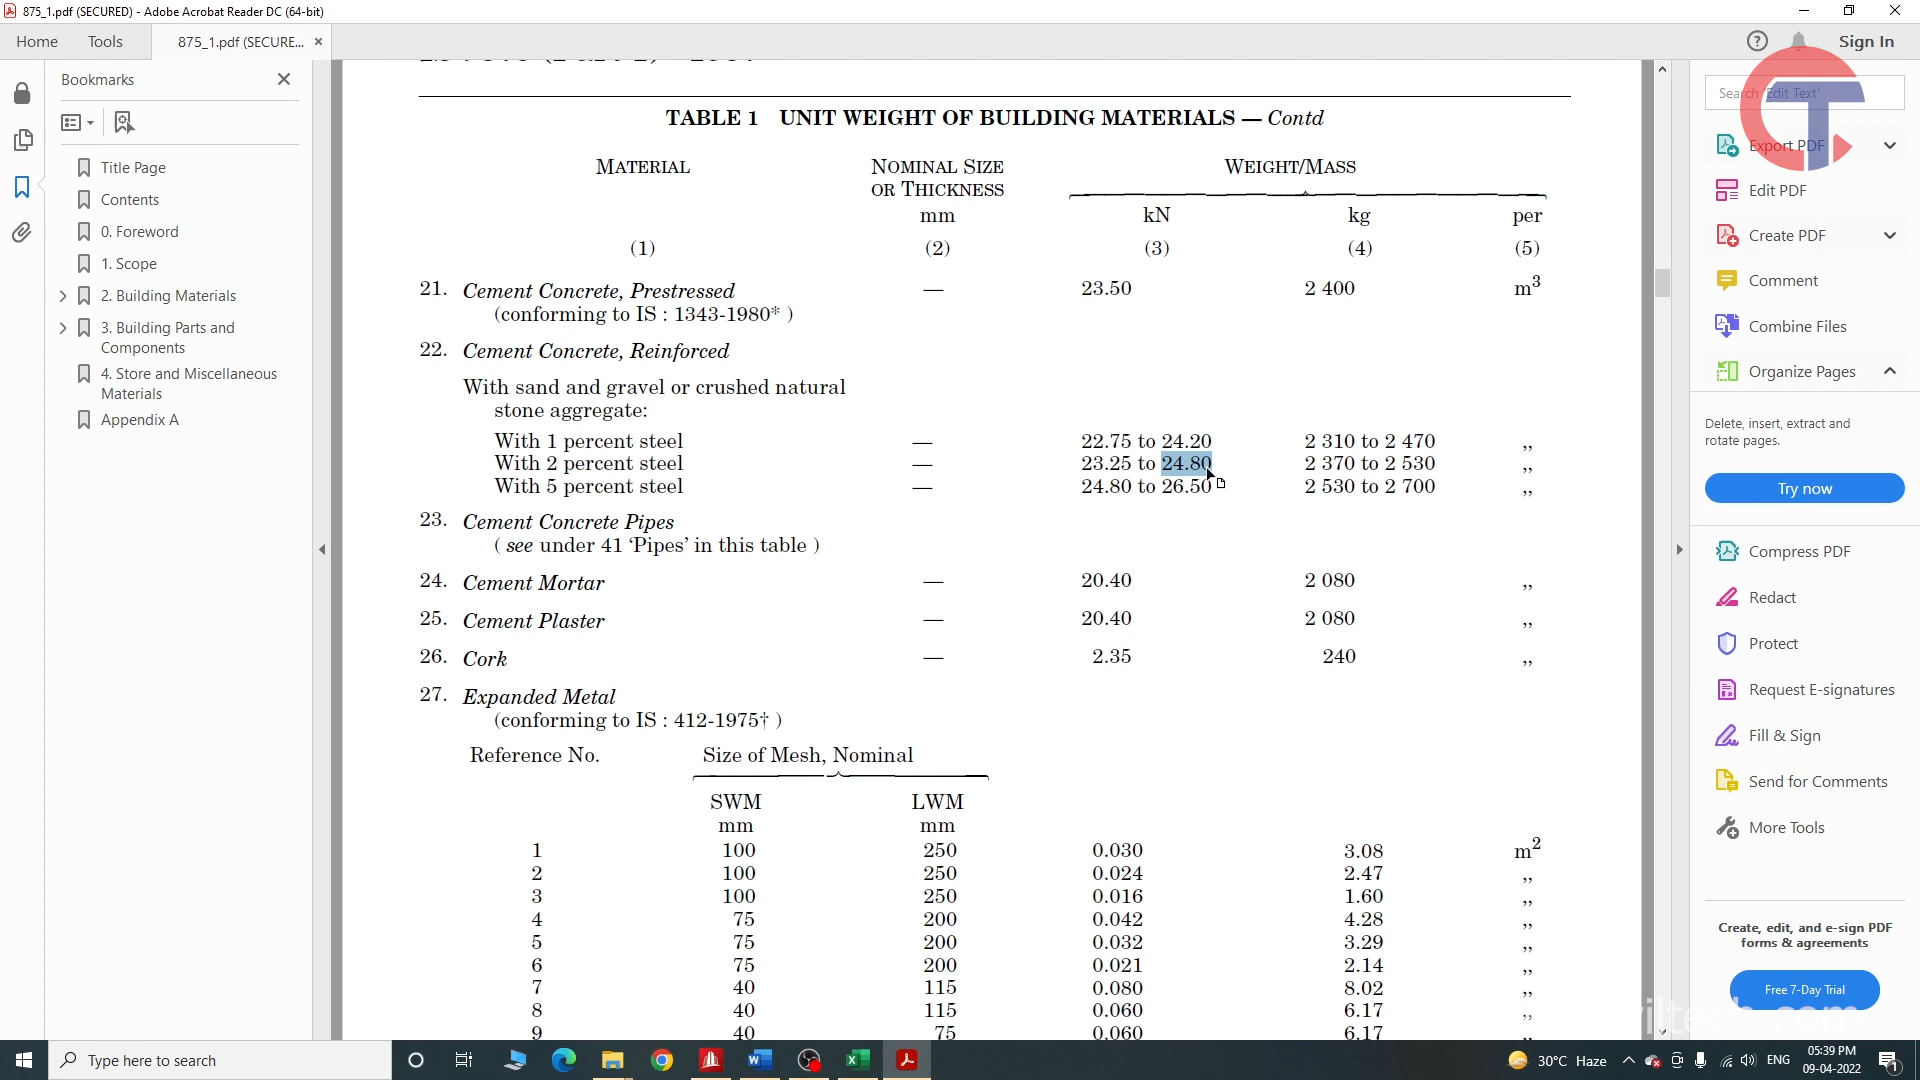 875_1.pdf (SECURED) - Adobe Acrobat Reader DC (64-bit)
Home Tools 875_1.pdf (SECURE... Sign In
Bookmarks
Title Page
Contents
0. Foreword
1. Scope
2. Building Materials
3. Building Parts and
Components
4. Store and Miscellaneous
Materials
Appendix A
TABLE 1 UNIT WEIGHT OF BUILDING MATERIALS — Contd
MATERIAL NOMINAL SIZE WEIGHT/MASS
OR THICKNESS
mm kN kg per
(1) (2) (3) (4) (5)
21. Cement Concrete, Prestressed — 23.50 2 400 m3
(conforming to IS : 1343-1980* )
22. Cement Concrete, Reinforced
With sand and gravel or crushed natural
stone aggregate:
With 1 percent steel — 22.75 to 24.20 2 310 to 2 470 ,,
With 2 percent steel — 23.25 to 24.80 2 370 to 2 530 ,,
With 5 percent steel — 24.80 to 26.50 2 530 to 2 700 ,,
23. Cement Concrete Pipes
( see under 41 ‘Pipes’ in this table )
24. Cement Mortar — 20.40 2 080 ,,
25. Cement Plaster — 20.40 2 080 ,,
26. Cork — 2.35 240 ,,
27. Expanded Metal
(conforming to IS : 412-1975† )
Reference No. Size of Mesh, Nominal
SWM LWM
mm mm
1 100 250 0.030 3.08 m2
2 100 250 0.024 2.47 ,,
3 100 250 0.016 1.60 ,,
4 75 200 0.042 4.28 ,,
5 75 200 0.032 3.29 ,,
6 75 200 0.021 2.14 ,,
7 40 115 0.080 8.02 ,,
8 40 115 0.060 6.17 ,,
9 40 75 0.060 6.17 ,,
Search 'Edit Text'
Export PDF
Edit PDF
Create PDF
Comment
Combine Files
Organize Pages
Delete, insert, extract and
rotate pages.
Try now
Compress PDF
Redact
Protect
Request E-signatures
Fill & Sign
Send for Comments
More Tools
Create, edit, and e-sign PDF
forms & agreements
Free 7-Day Trial
Type here to search
30°C Haze
ENG
05:39 PM
09-04-2022
1